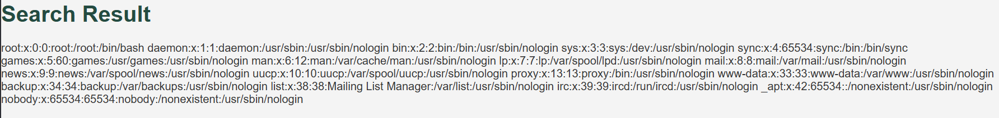 Search Result
root:x:0:0:root:/root:/bin/bash daemon:x:1:1:daemon:/usr/sbin:/usr/sbin/nologin bin:x:2:2:bin:/bin:/usr/sbin/nologin sys:x:3:3:sys:/dev:/usr/sbin/nologin sync:x:4:65534:sync:/bin:/bin/sync
games:x:5:60:games:/usr/games:/usr/sbin/nologin man:x:6:12:man:/var/cache/man:/usr/sbin/nologin lp:x:7:7:lp:/var/spool/lpd:/usr/sbin/nologin mail:x:8:8:mail:/var/mail:/usr/sbin/nologin
news:x:9:9:news:/var/spool/news:/usr/sbin/nologin uucp:x:10:10:uucp:/var/spool/uucp:/usr/sbin/nologin proxy:x:13:13:proxy:/bin:/usr/sbin/nologin www-data:x:33:33:www-data:/var/www:/usr/sbin/nologin
backup:x:34:34:backup:/var/backups:/usr/sbin/nologin list:x:38:38:Mailing List Manager:/var/list:/usr/sbin/nologin irc:x:39:39:ircd:/run/ircd:/usr/sbin/nologin _apt:x:42:65534::/nonexistent:/usr/sbin/nologin
nobody:x:65534:65534:nobody:/nonexistent:/usr/sbin/nologin